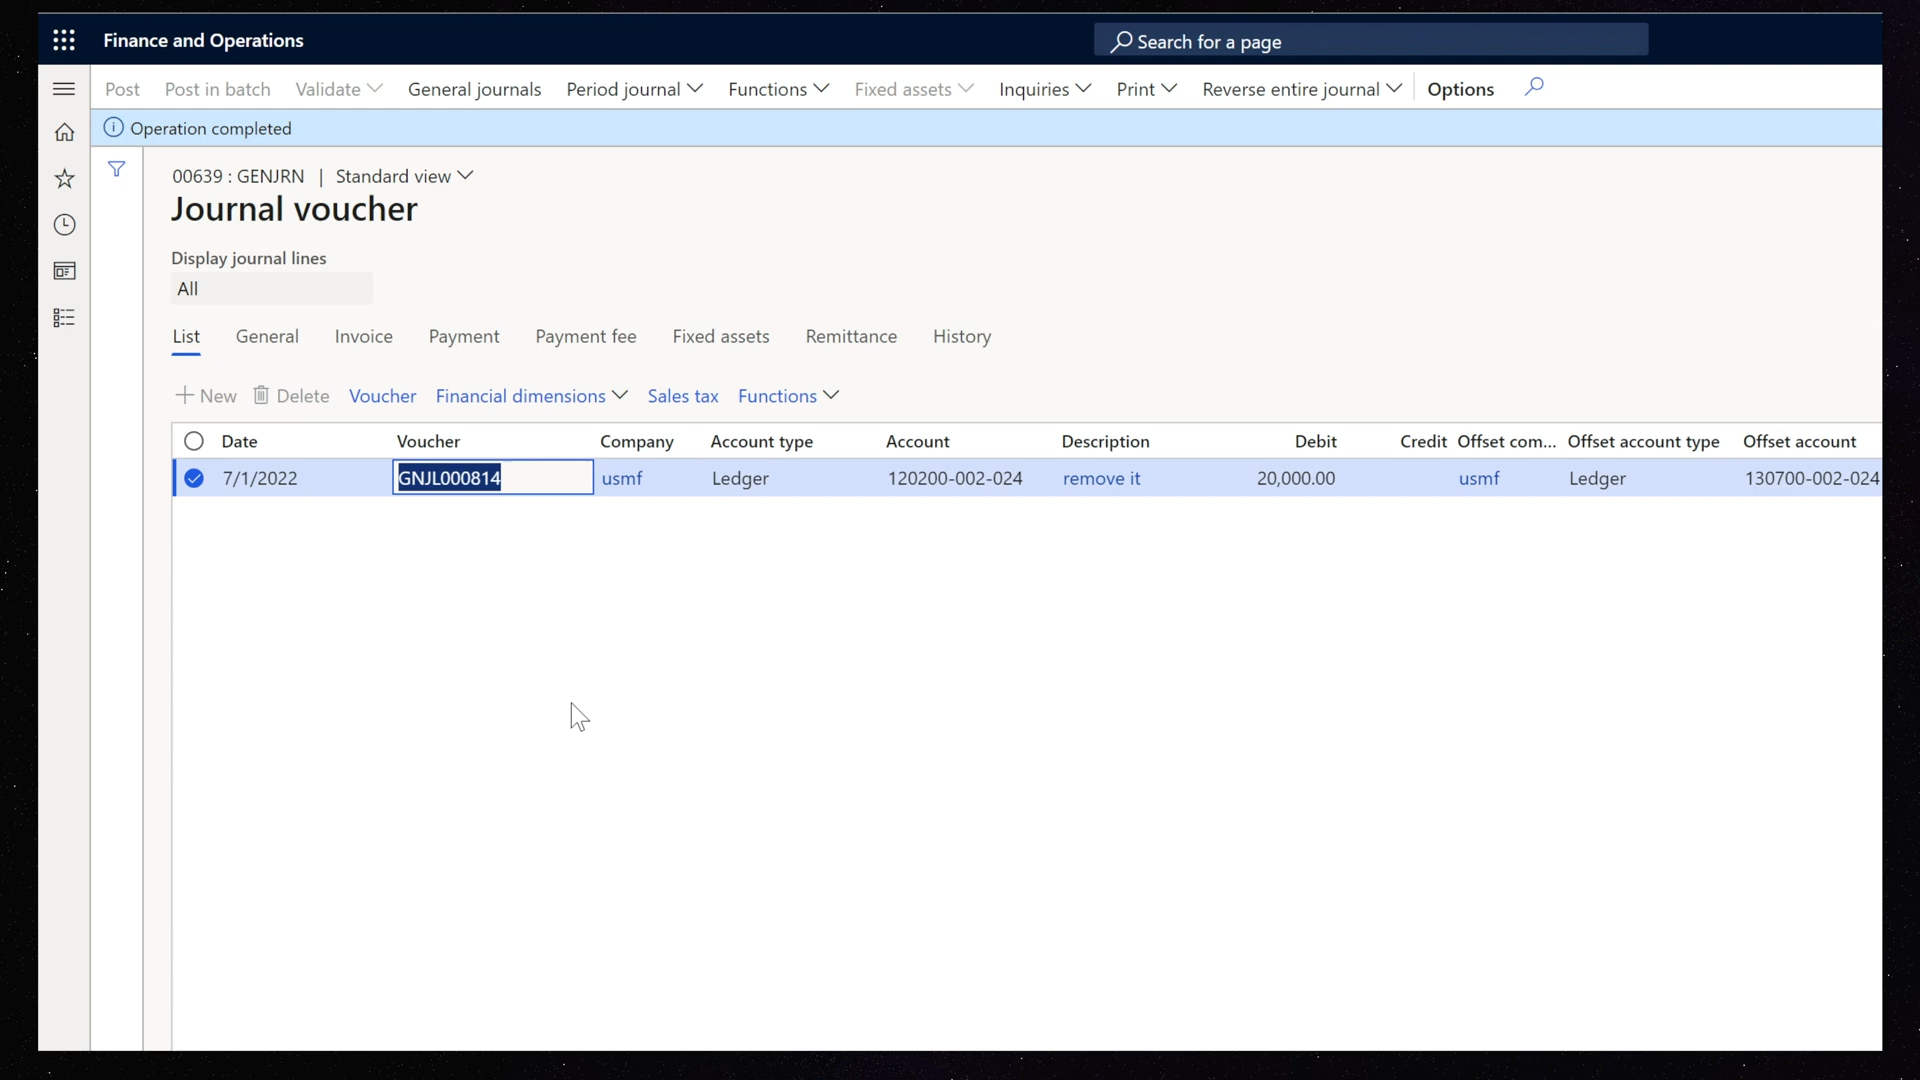 Finance and Operations
Search for a page
Post Post in batch Validate General journals Period journal Functions Fixed assets Inquiries Print Reverse entire journal Options
Operation completed
00639 : GENJRN | Standard view
Journal voucher
Display journal lines
All
List General Invoice Payment Payment fee Fixed assets Remittance History
New Delete Voucher Financial dimensions Sales tax Functions
Date Voucher Company Account type Account Description Debit Credit Offset com... Offset account type Offset account
7/1/2022 GNJL000814 usmf Ledger 120200-002-024 remove it 20,000.00 usmf Ledger 130700-002-024